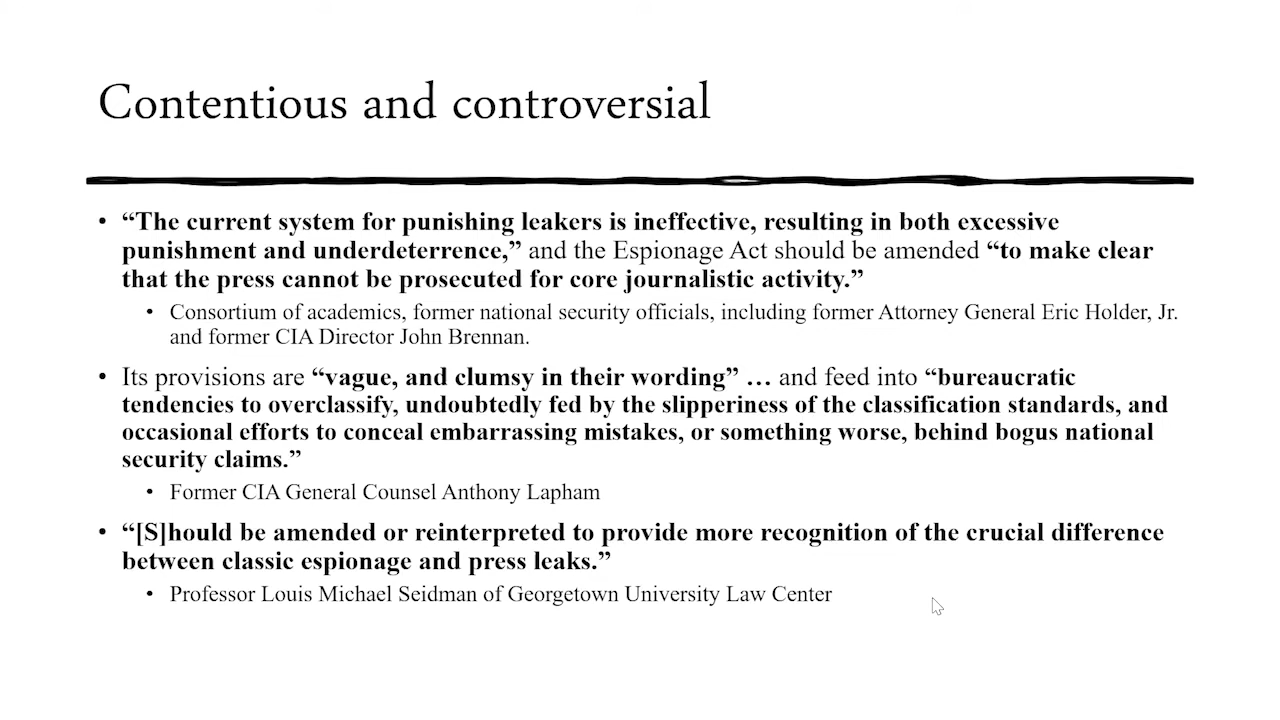 Contentious and controversial
• “The current system for punishing leakers is ineffective, resulting in both excessive
punishment and underdeterrence,” and the Espionage Act should be amended “to make clear
that the press cannot be prosecuted for core journalistic activity.”
• Consortium of academics, former national security officials, including former Attorney General Eric Holder, Jr.
and former CIA Director John Brennan.
• Its provisions are “vague, and clumsy in their wording” … and feed into “bureaucratic
tendencies to overclassify, undoubtedly fed by the slipperiness of the classification standards, and
occasional efforts to conceal embarrassing mistakes, or something worse, behind bogus national
security claims.”
• Former CIA General Counsel Anthony Lapham
• “[S]hould be amended or reinterpreted to provide more recognition of the crucial difference
between classic espionage and press leaks.”
• Professor Louis Michael Seidman of Georgetown University Law Center